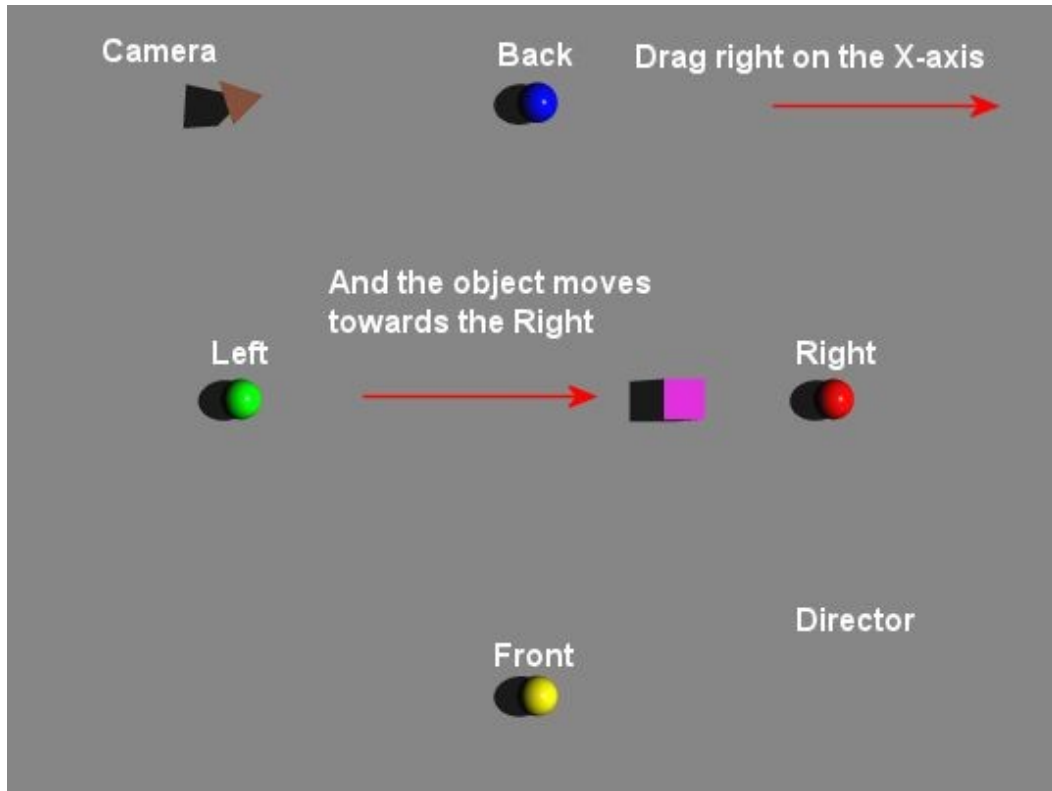 Camera
Back
Drag right on the X-axis
And the object moves
towards the Right
Left
Right
Director
Front